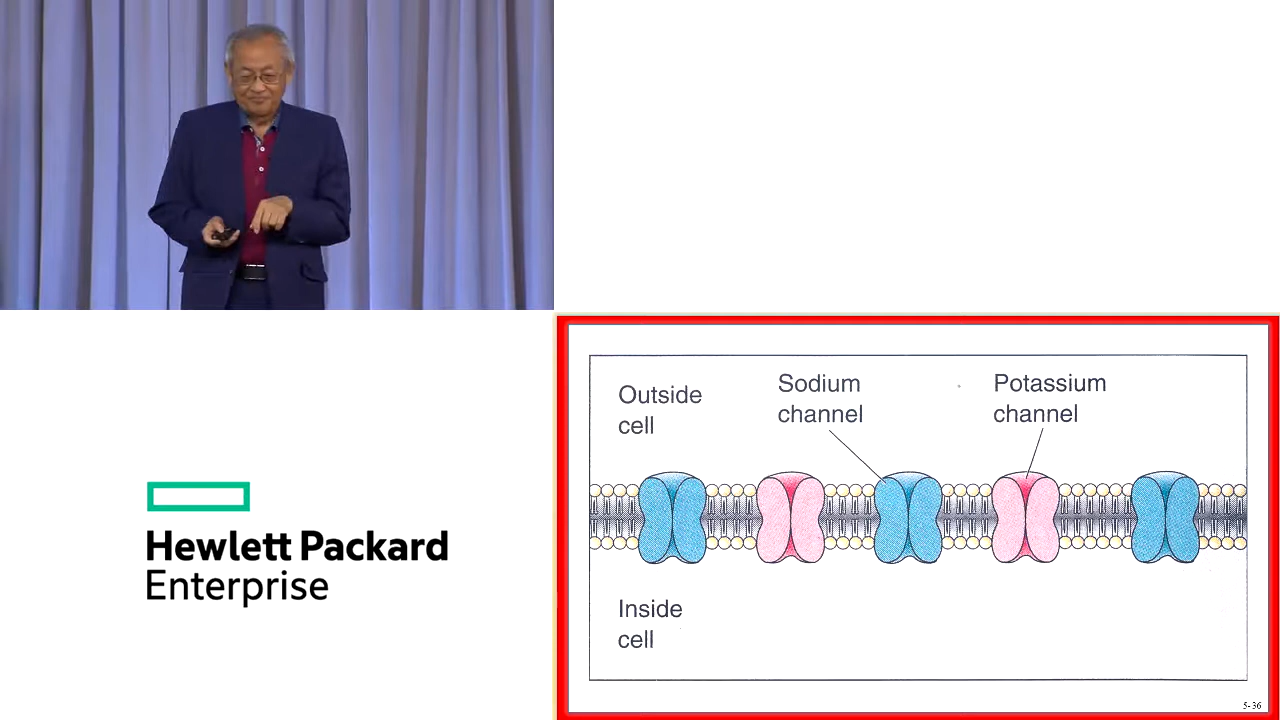 Outside
cell
Sodium
channel
Potassium
channel
Inside
cell
5-36
Hewlett Packard
Enterprise